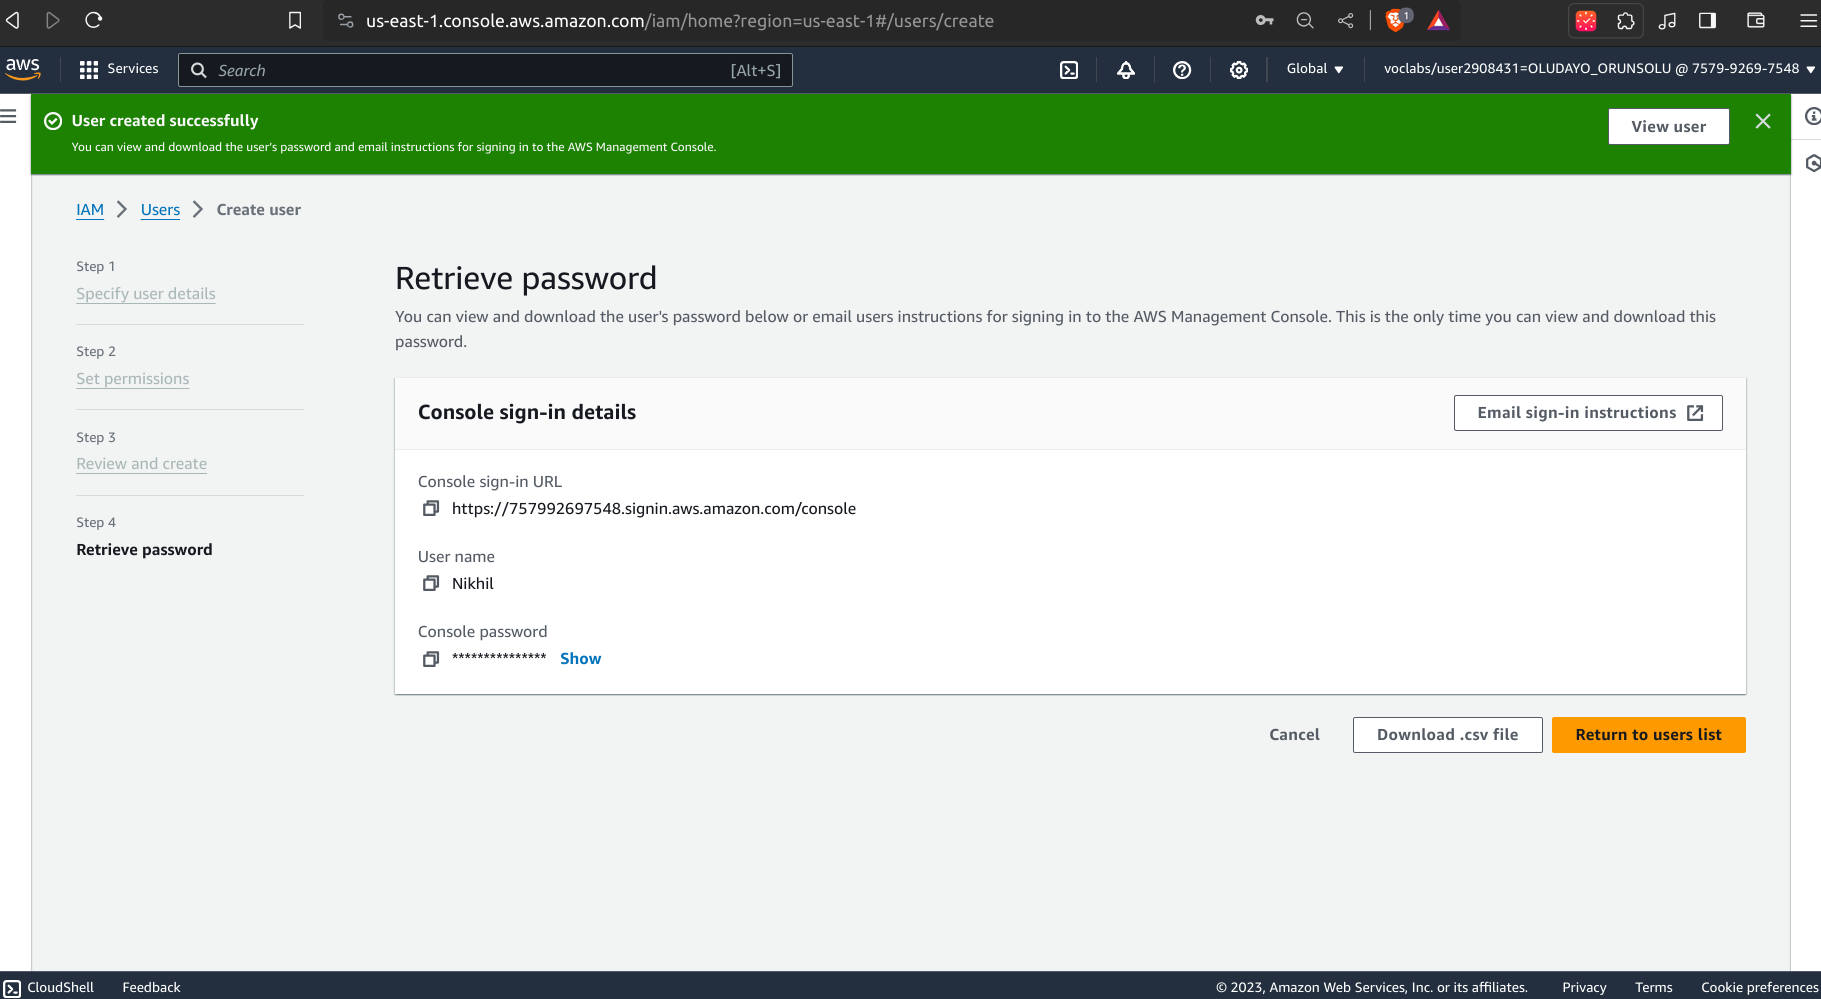 us-east-1.console.aws.amazon.com/iam/home?region=us-east-1#/users/create
1
aws
Services
Search
[Alt+S]
Global
voclabs/user2908431=OLUDAYO_ORUNSOLU @ 7579-9269-7548
User created successfully
You can view and download the user's password and email instructions for signing in to the AWS Management Console.
View user
IAM
Users
Create user
Step 1
Specify user details
Step 2
Set permissions
Step 3
Review and create
Step 4
Retrieve password
Retrieve password
You can view and download the user's password below or email users instructions for signing in to the AWS Management Console. This is the only time you can view and download this
password.
Console sign-in details
Email sign-in instructions
Console sign-in URL
https://757992697548.signin.aws.amazon.com/console
User name
Nikhil
Console password
*************** Show
Cancel
Download .csv file
Return to users list
CloudShell
Feedback
© 2023, Amazon Web Services, Inc. or its affiliates.
Privacy
Terms
Cookie preferences